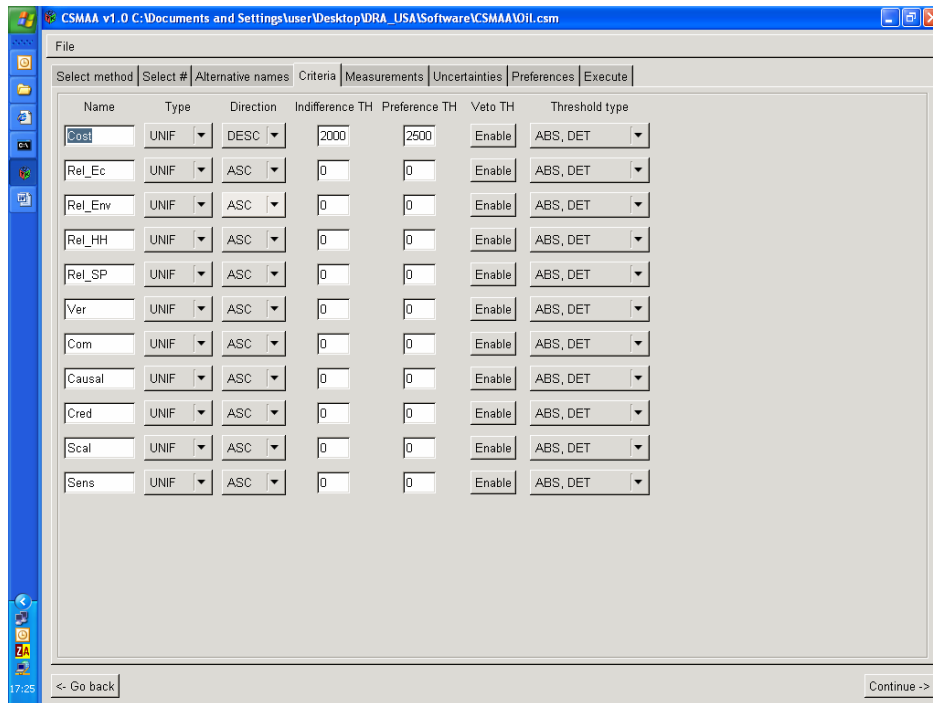 CSMAA v1.0 C:\Documents and Settings\user\Desktop\DRA_USA\Software\CSMAA\Oil.csm
File
Select method Select # Alternative names Criteria Measurements Uncertainties Preferences Execute
Name Type Direction Indifference TH Preference TH Veto TH Threshold type
Cost UNIF DESC 2000 2500 Enable ABS, DET
Rel_Ec UNIF ASC 0 0 Enable ABS, DET
Rel_Env UNIF ASC 0 0 Enable ABS, DET
Rel_HH UNIF ASC 0 0 Enable ABS, DET
Rel_SP UNIF ASC 0 0 Enable ABS, DET
Ver UNIF ASC 0 0 Enable ABS, DET
Com UNIF ASC 0 0 Enable ABS, DET
Causal UNIF ASC 0 0 Enable ABS, DET
Cred UNIF ASC 0 0 Enable ABS, DET
Scal UNIF ASC 0 0 Enable ABS, DET
Sens UNIF ASC 0 0 Enable ABS, DET
ZA
17:25
<- Go back Continue ->